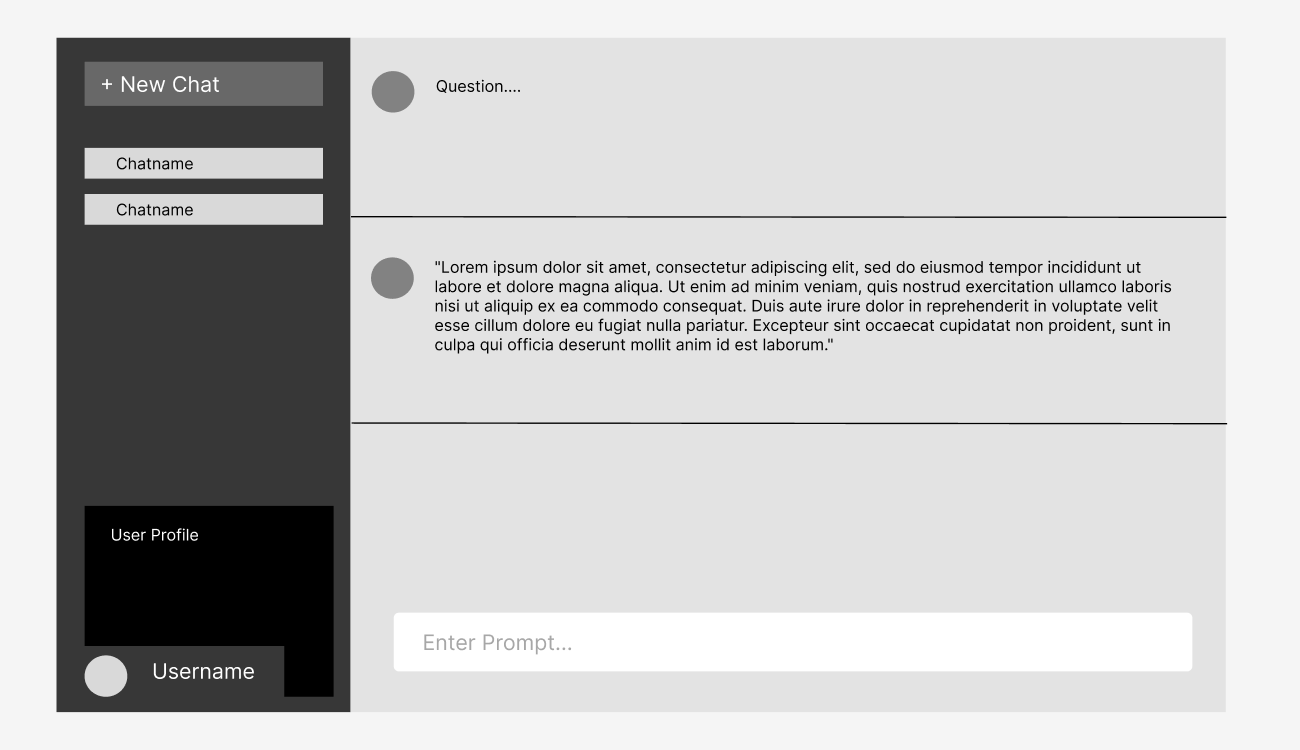 + New Chat
Chatname
Chatname
User Profile
Username
Question....
"Lorem ipsum dolor sit amet, consectetur adipiscing elit, sed do eiusmod tempor incididunt ut
labore et dolore magna aliqua. Ut enim ad minim veniam, quis nostrud exercitation ullamco laboris
nisi ut aliquip ex ea commodo consequat. Duis aute irure dolor in reprehenderit in voluptate velit
esse cillum dolore eu fugiat nulla pariatur. Excepteur sint occaecat cupidatat non proident, sunt in
culpa qui officia deserunt mollit anim id est laborum."
Enter Prompt...